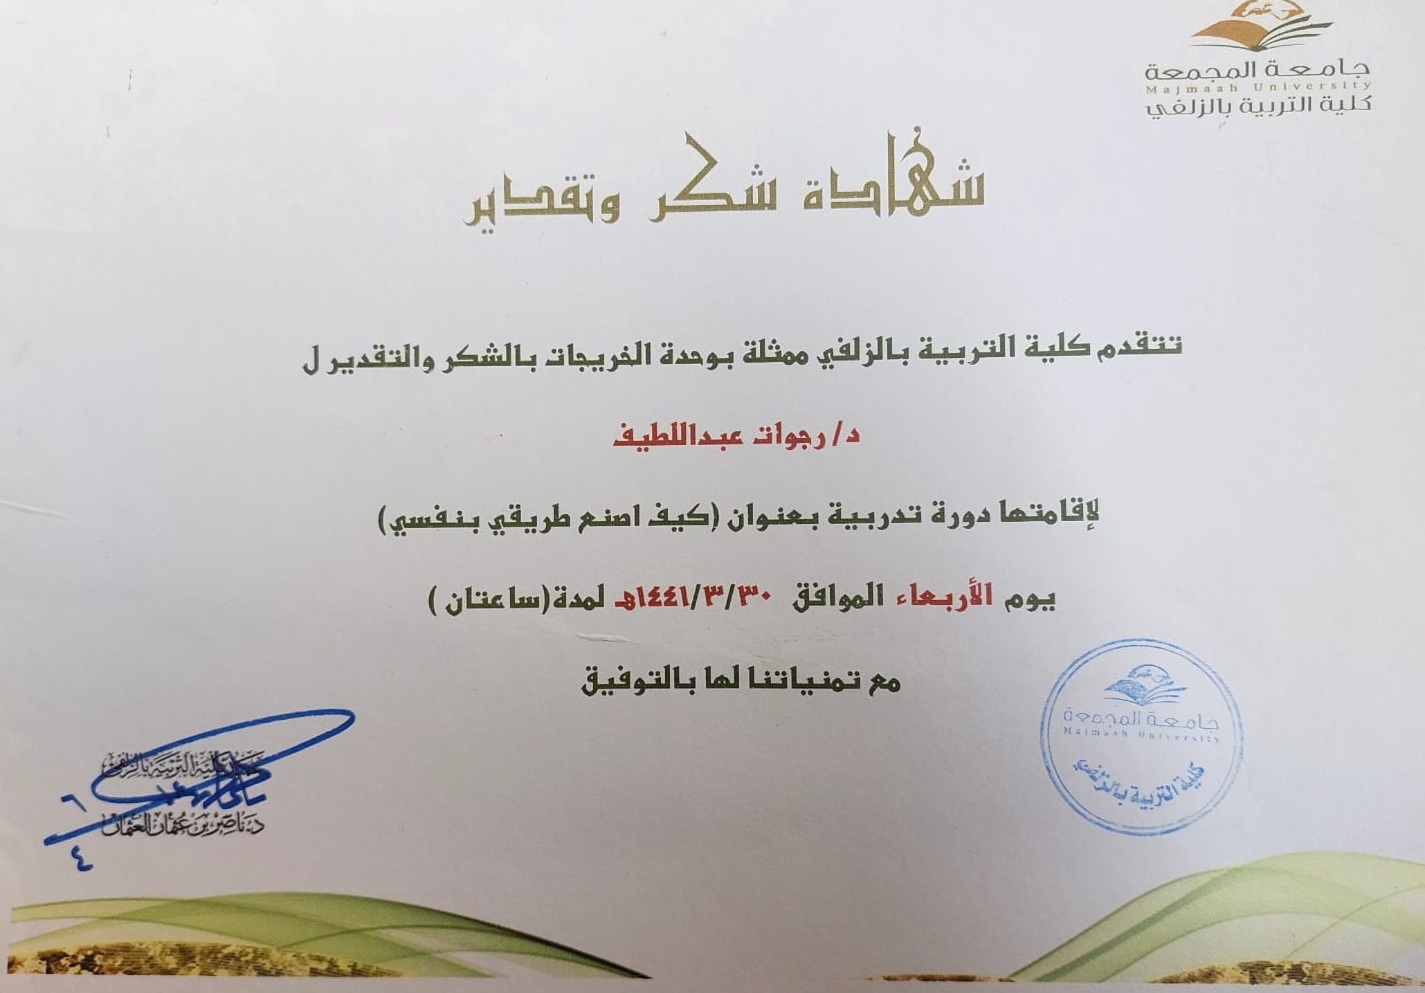 جامعة المجمعة
Majmaah University
كلية التربية بالزلفي
شهادة شكر وتقدير
تتقدم كلية التربية بالزلفي ممثلة بوحدة الخريجات بالشكر والتقدير ل
د/ رجوات عبداللطيف
لإقامتها دورة تدربية بعنوان (كيف اصنع طريقي بنفسي)
يوم الأربعاء الموافق ١٤٤١/٣/٣٠هـ لمدة(ساعتان )
مع تمنياتنا لها بالتوفيق
جامعة المجمعة
Majmaah University
كلية التربية بالزلفي
عميد كلية التربية بالزلفي
د. ناصر بن عثمان العثمان